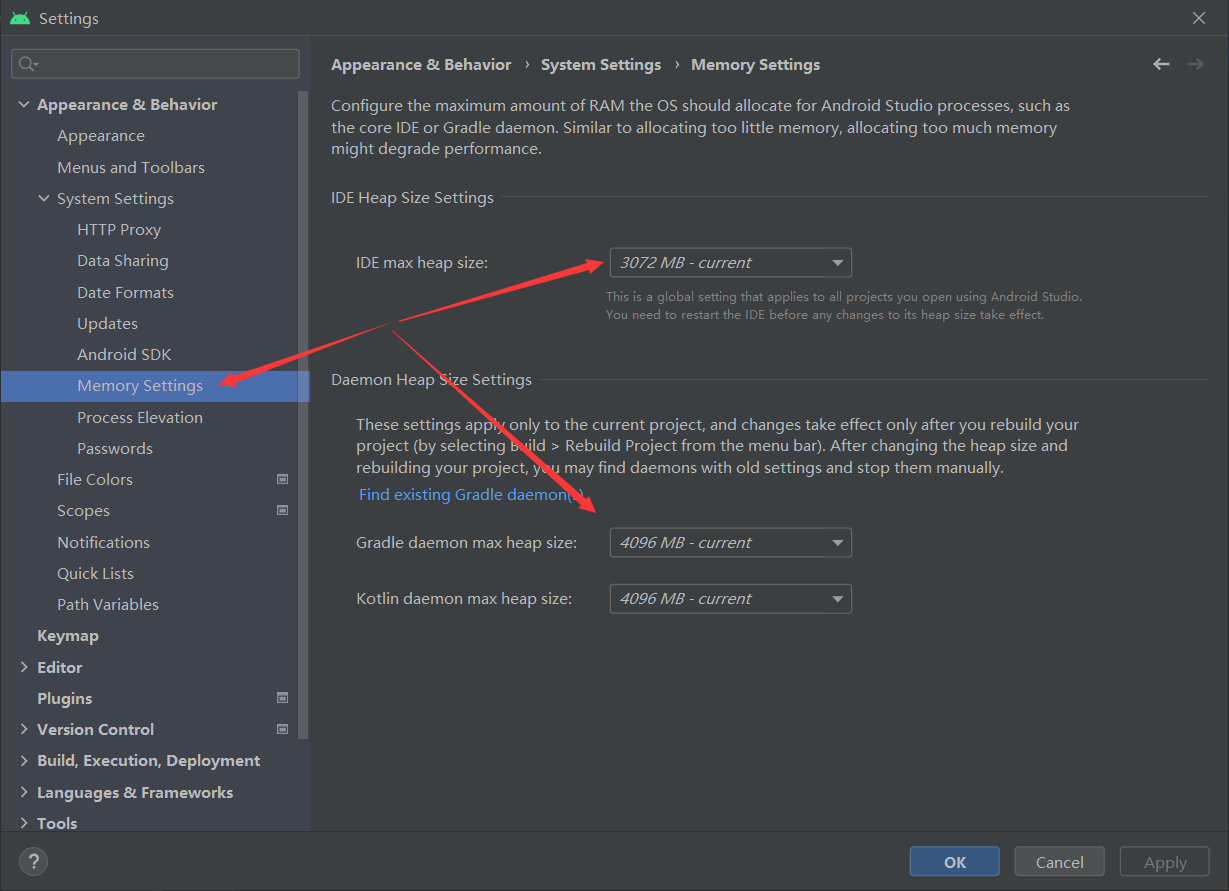 Settings
Appearance & Behavior
Appearance
Menus and Toolbars
System Settings
HTTP Proxy
Data Sharing
Date Formats
Updates
Android SDK
Memory Settings
Process Elevation
Passwords
File Colors
Scopes
Notifications
Quick Lists
Path Variables
Keymap
Editor
Plugins
Version Control
Build, Execution, Deployment
Languages & Frameworks
Tools
Appearance & Behavior › System Settings › Memory Settings
Configure the maximum amount of RAM the OS should allocate for Android Studio processes, such as
the core IDE or Gradle daemon. Similar to allocating too little memory, allocating too much memory
might degrade performance.
IDE Heap Size Settings
IDE max heap size: 3072 MB - current
This is a global setting that applies to all projects you open using Android Studio.
You need to restart the IDE before any changes to its heap size take effect.
Daemon Heap Size Settings
These settings apply only to the current project, and changes take effect only after you rebuild your
project (by selecting Build > Rebuild Project from the menu bar). After changing the heap size and
rebuilding your project, you may find daemons with old settings and stop them manually.
Find existing Gradle daemon(s)
Gradle daemon max heap size: 4096 MB - current
Kotlin daemon max heap size: 4096 MB - current
?
OK
Cancel
Apply